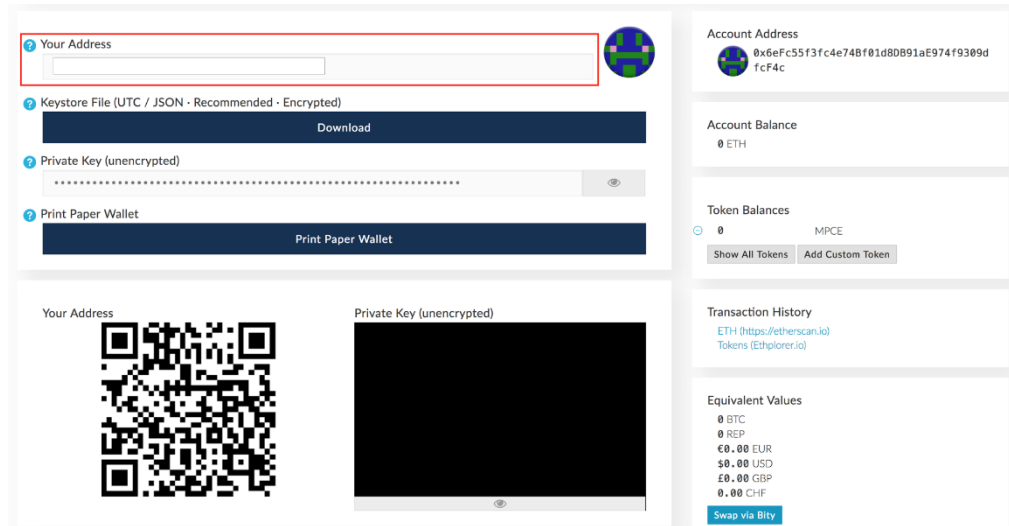 Your Address
Keystore File (UTC / JSON · Recommended · Encrypted)
Download
Private Key (unencrypted)
Print Paper Wallet
Print Paper Wallet
Your Address
Private Key (unencrypted)
Account Address
0x6eFc55f3fc4e74Bf01d8DB91aE974f9309d
fcF4c
Account Balance
0 ETH
Token Balances
0 MPCE
Show All Tokens Add Custom Token
Transaction History
ETH (https://etherscan.io)
Tokens (Ethplorer.io)
Equivalent Values
0 BTC
0 REP
€0.00 EUR
$0.00 USD
£0.00 GBP
0.00 CHF
Swap via Bity